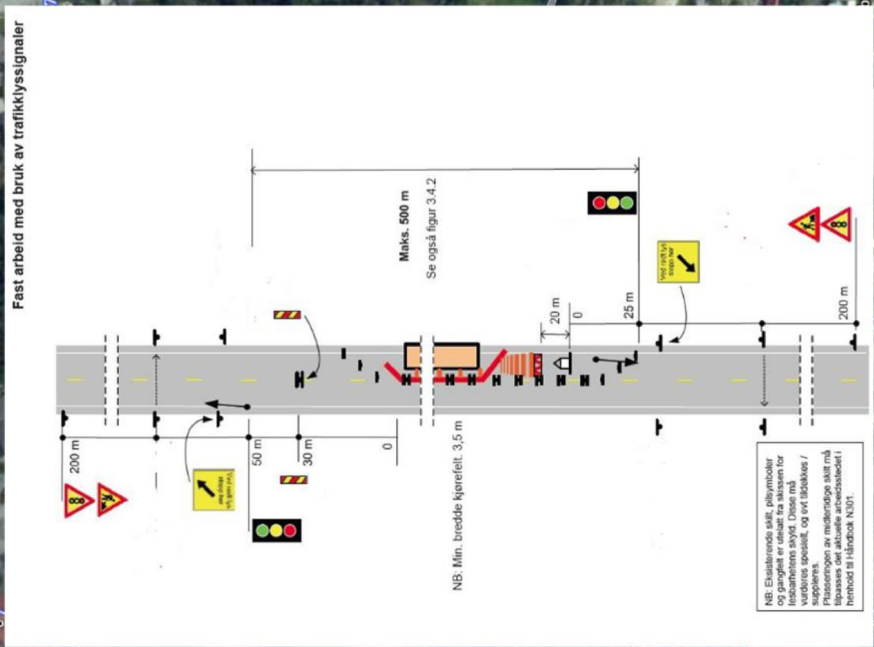 Fast arbeid med bruk av trafikklyssignaler
200 m
50 m
30 m
0
Ved rødt lys
stopp her
Maks. 500 m
Se også figur 3.4.2
NB: Min. bredde kjørefelt. 3,5 m
20 m
0
25 m
200 m
Ved rødt lys
stopp her
NB: Eksisterende skilt, pilsymboler
og gangfelt er utelatt fra skissen for
lesbarhetens skyld. Disse må
vurderes spesielt, og evt tildekkes /
suppleres.
Plasseringen av midlertidige skilt må
tilpasses det aktuelle arbeidsstedet i
henhold til Håndbok N301.